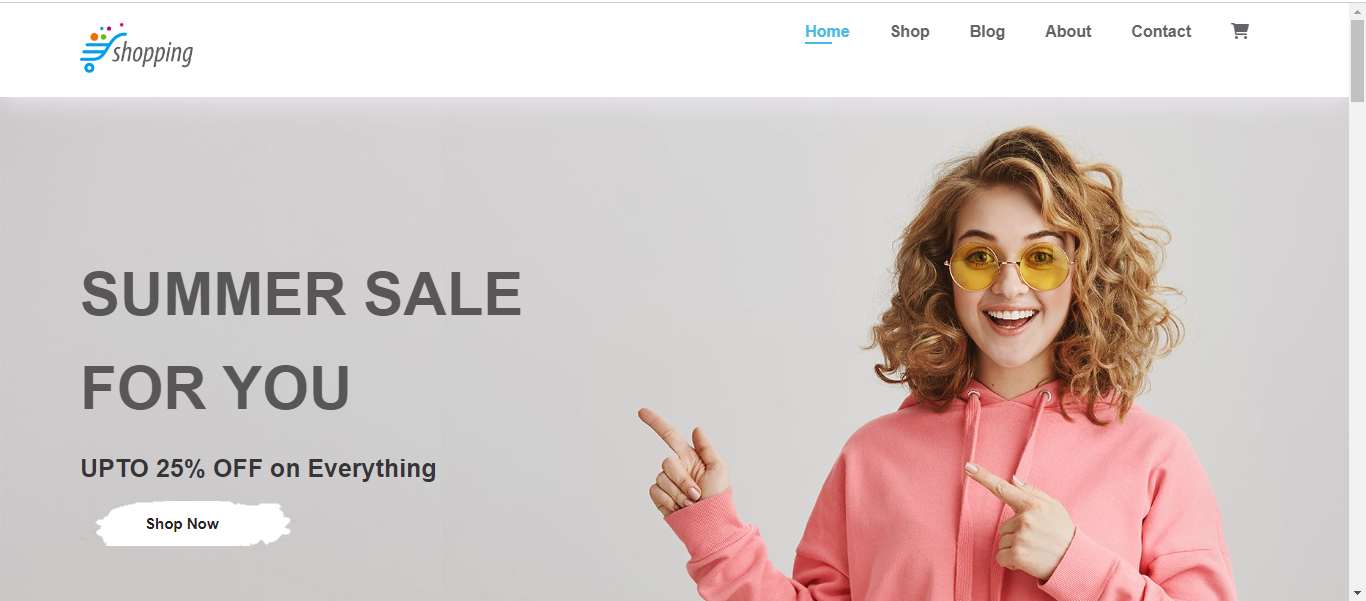 shopping
Home Shop Blog About Contact
SUMMER SALE
FOR YOU
UPTO 25% OFF on Everything
Shop Now